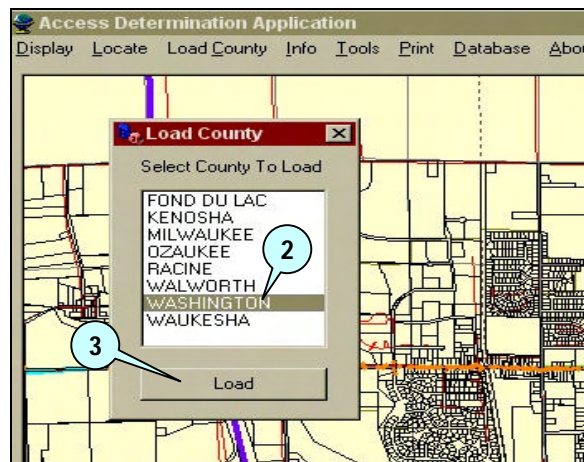 Access Determination Application
Display Locate Load County Info Tools Print Database Abou
Load County
Select County To Load
FOND DU LAC
KENOSHA
MILWAUKEE
OZAUKEE
RACINE
WALWORTH
WASHINGTON
WAUKESHA
2
3
Load